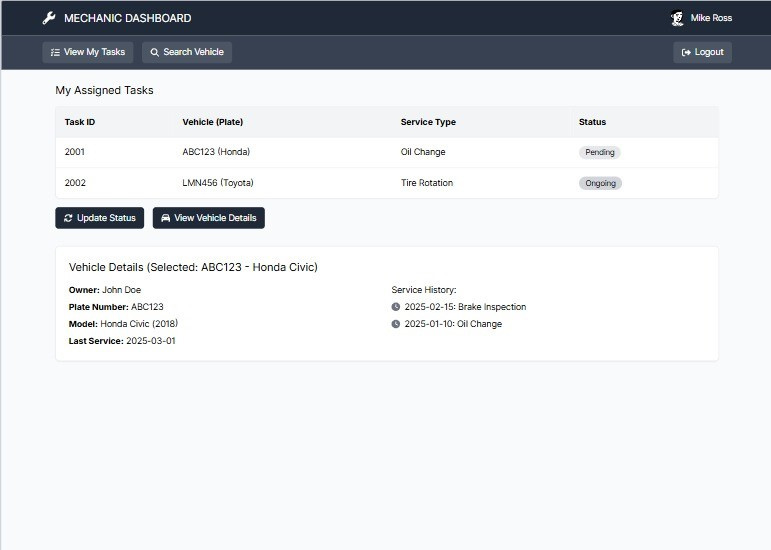 MECHANIC DASHBOARD
Mike Ross
View My Tasks
Search Vehicle
Logout
My Assigned Tasks
Task ID Vehicle (Plate) Service Type Status
2001 ABC123 (Honda) Oil Change Pending
2002 LMN456 (Toyota) Tire Rotation Ongoing
Update Status
View Vehicle Details
Vehicle Details (Selected: ABC123 - Honda Civic)
Owner: John Doe
Plate Number: ABC123
Model: Honda Civic (2018)
Last Service: 2025-03-01
Service History:
2025-02-15: Brake Inspection
2025-01-10: Oil Change